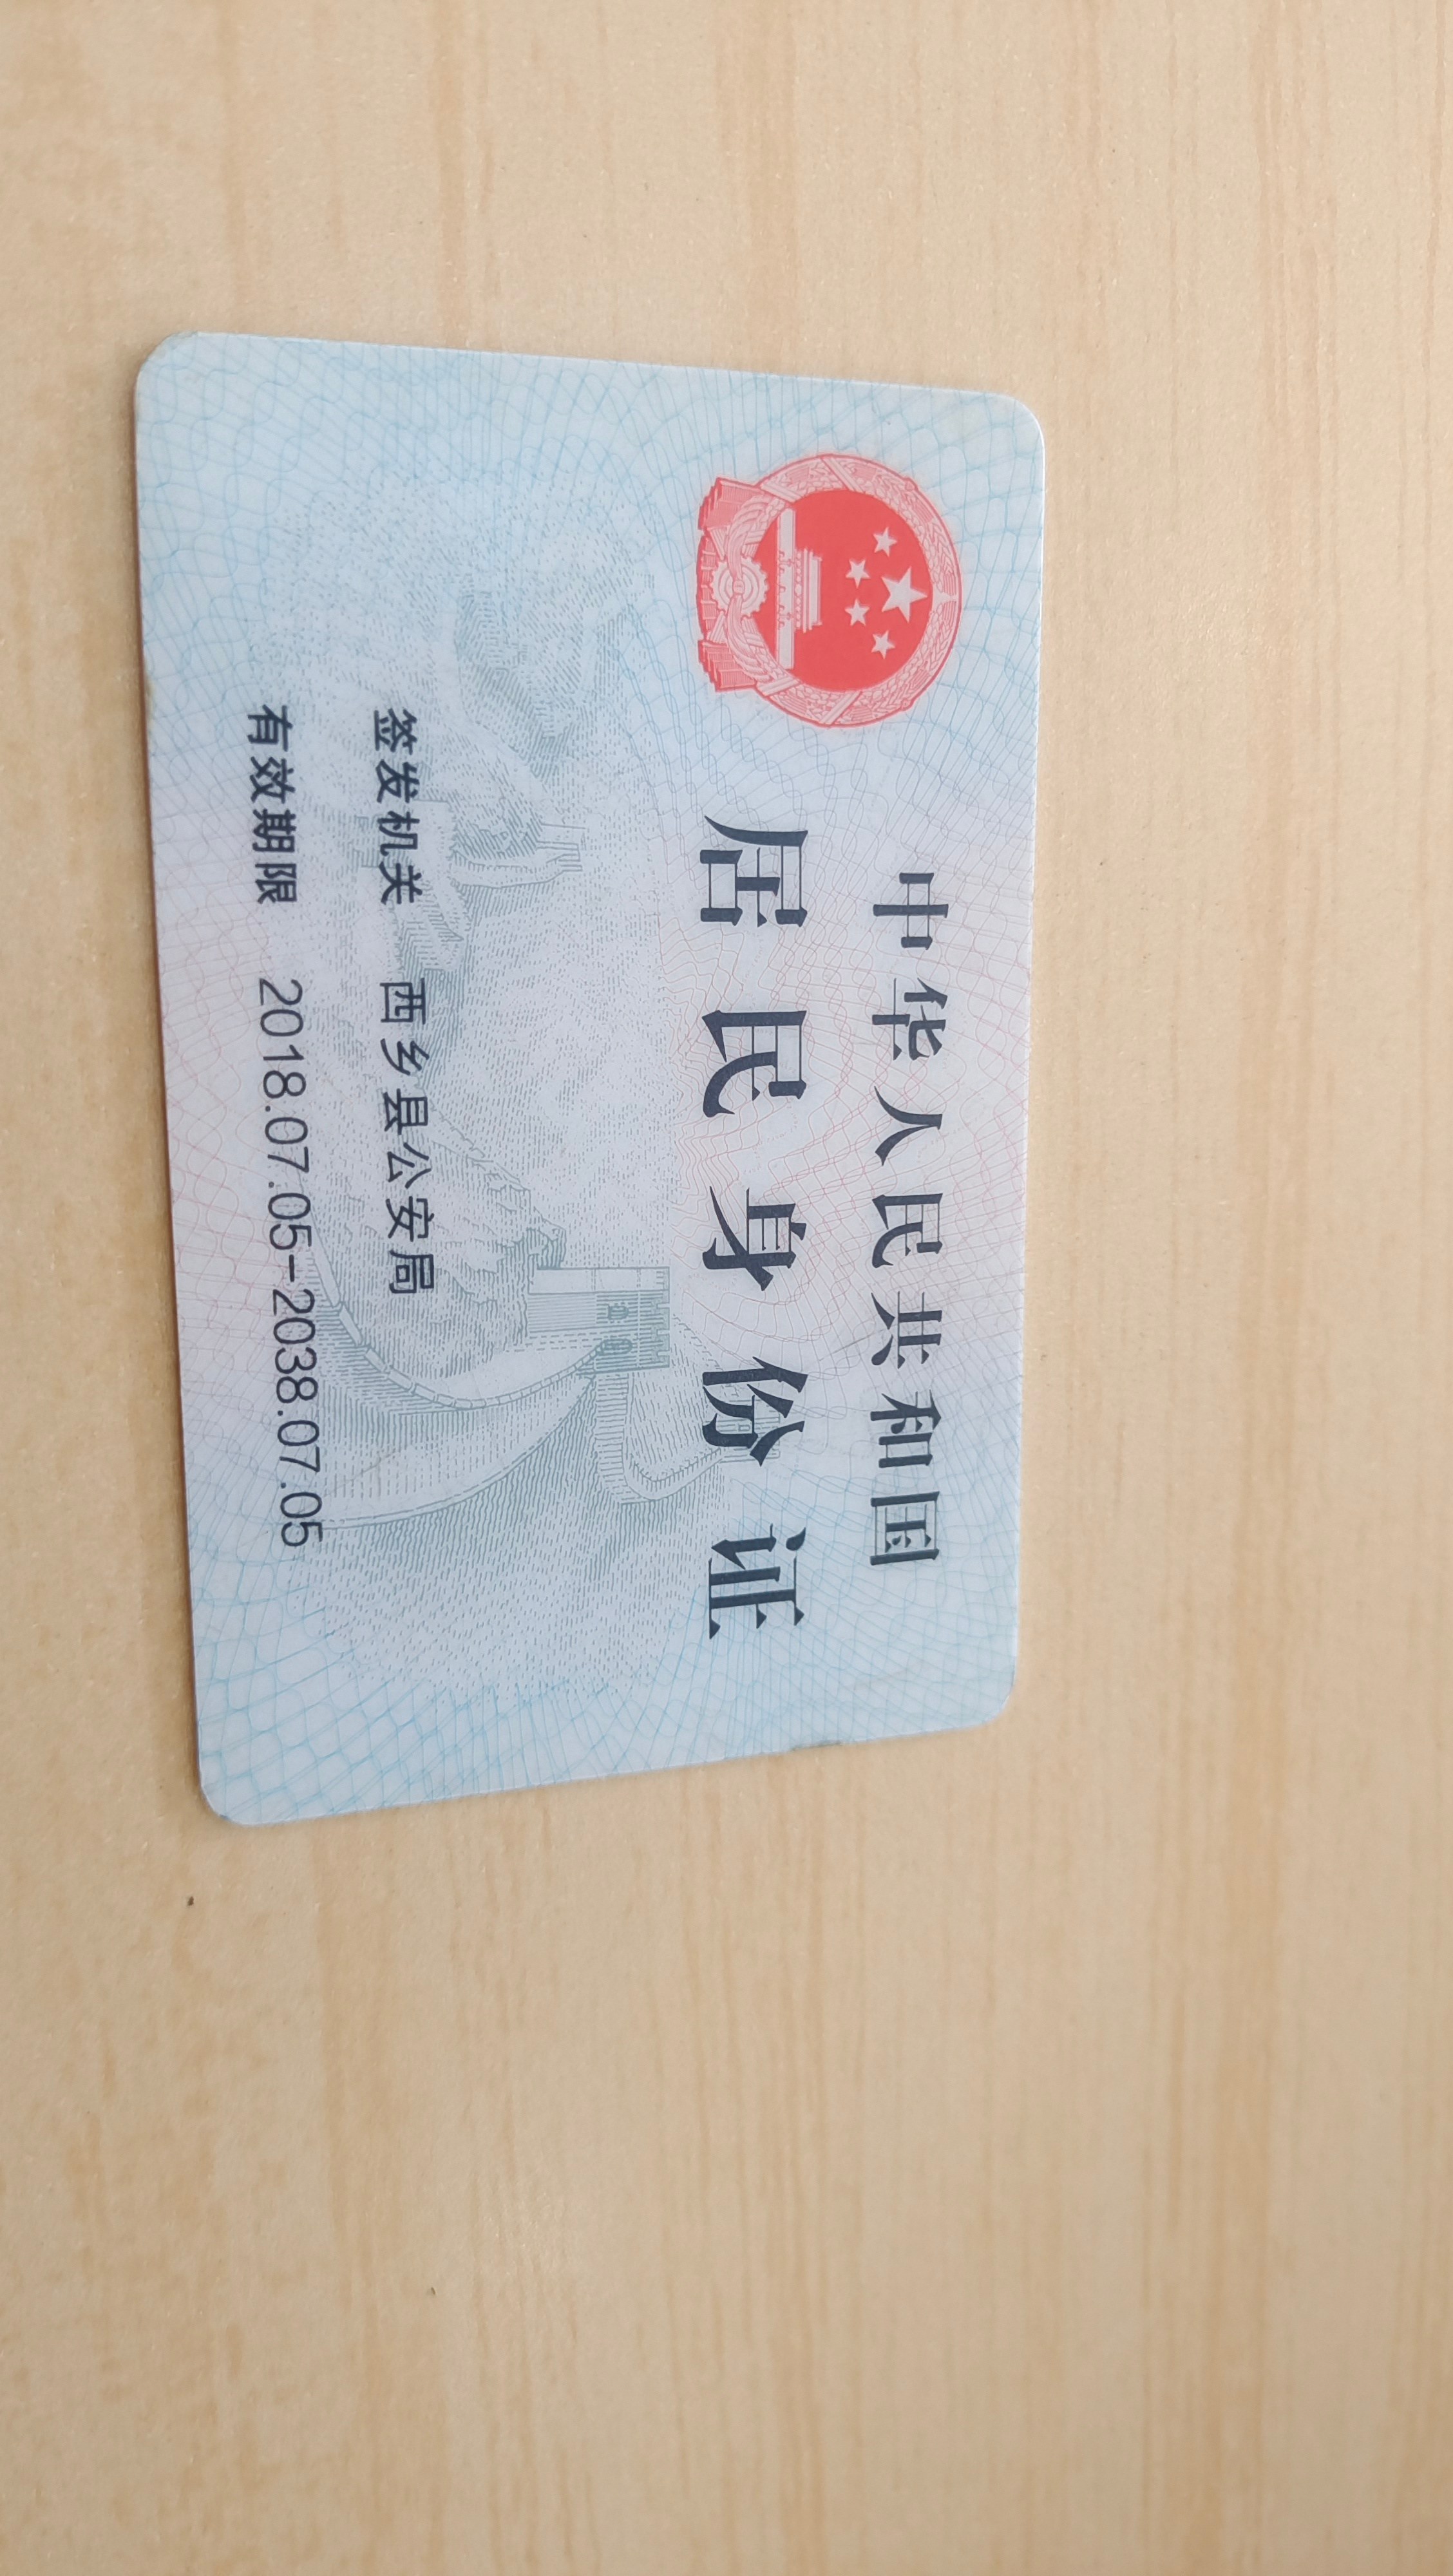 中华人民共和国
居民身份证
签发机关 西乡县公安局
有效期限 2018.07.05-2038.07.05